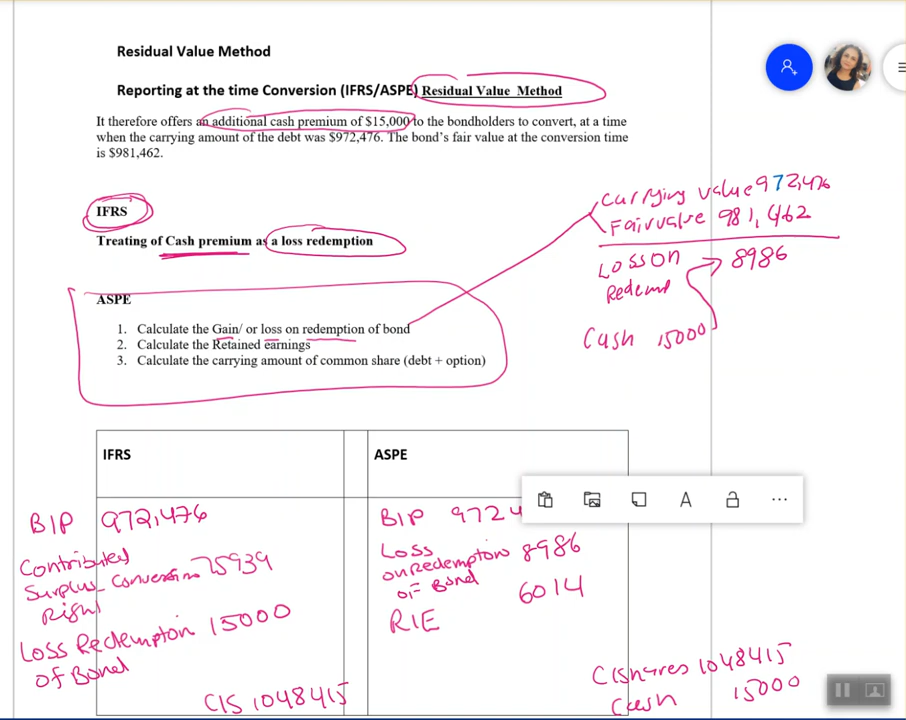 Residual Value Method
Reporting at the time Conversion (IFRS/ASPE) Residual Value Method
It therefore offers an additional cash premium of $15,000 to the bondholders to convert, at a time
when the carrying amount of the debt was $972,476. The bond's fair value at the conversion time
is $981,462.
IFRS
Treating of Cash premium as a loss redemption
ASPE
1. Calculate the Gain/ or loss on redemption of bond
2. Calculate the Retained earnings
3. Calculate the carrying amount of common share (debt + option)
Carrying value 972,476
Fairvalue 981,462
Loss on 8986
Redemt
Cash 15000
IFRS
ASPE
BIP 972,476
Contributed
Surplus_Conversion 75939
Right
Loss Redemption 15000
of Bond
CIS 1048415
BIP 9724
Loss
on Redemption 8986
of Bond
6014
RIE
C/Shares 1048415
Cash 15000
A